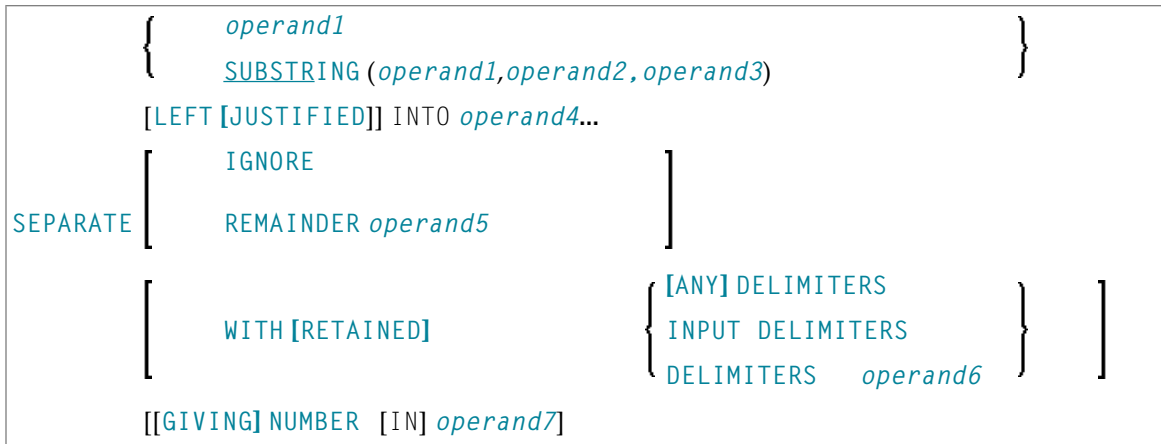 operand1
SUBSTRING (operand1,operand2,operand3)
[LEFT [JUSTIFIED]] INTO operand4...
IGNORE
SEPARATE REMAINDER operand5
[ANY] DELIMITERS
WITH [RETAINED] INPUT DELIMITERS
DELIMITERS operand6
[[GIVING] NUMBER [IN] operand7]